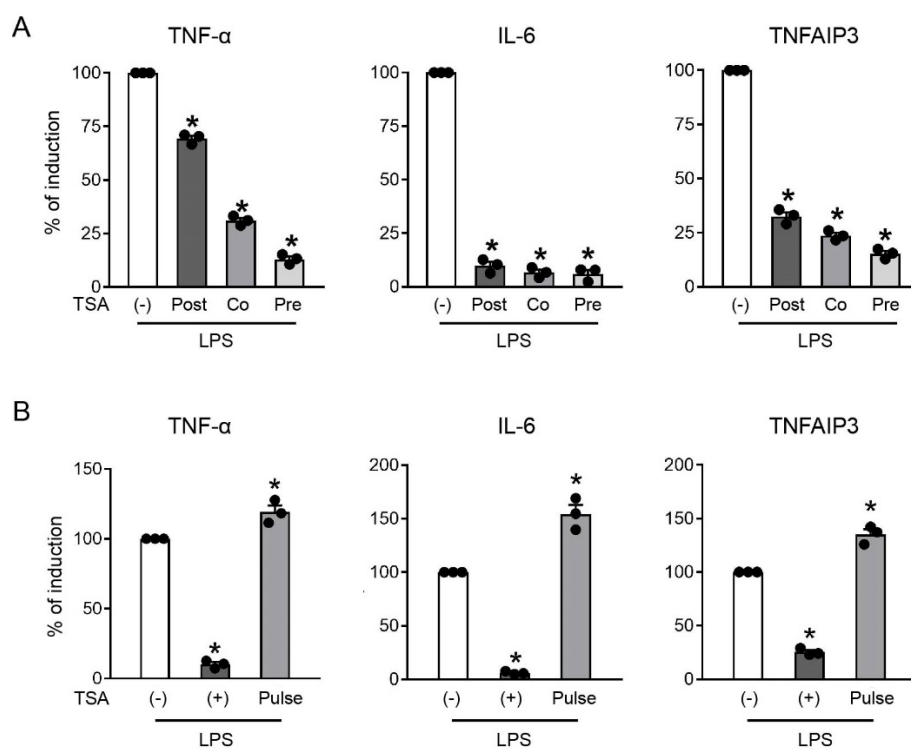 A
TNF-α IL-6 TNFAIP3
% of induction
100 100 100
75 75 75
50 50 50
25 25 25
0 0 0
* * * * * * * * *
TSA (-) Post Co Pre (-) Post Co Pre (-) Post Co Pre
LPS LPS LPS
B
TNF-α IL-6 TNFAIP3
% of induction
150 200 200
100 150 150
50 100 100
0 50 50
0 0
* * * * * *
TSA (-) (+) Pulse (-) (+) Pulse (-) (+) Pulse
LPS LPS LPS